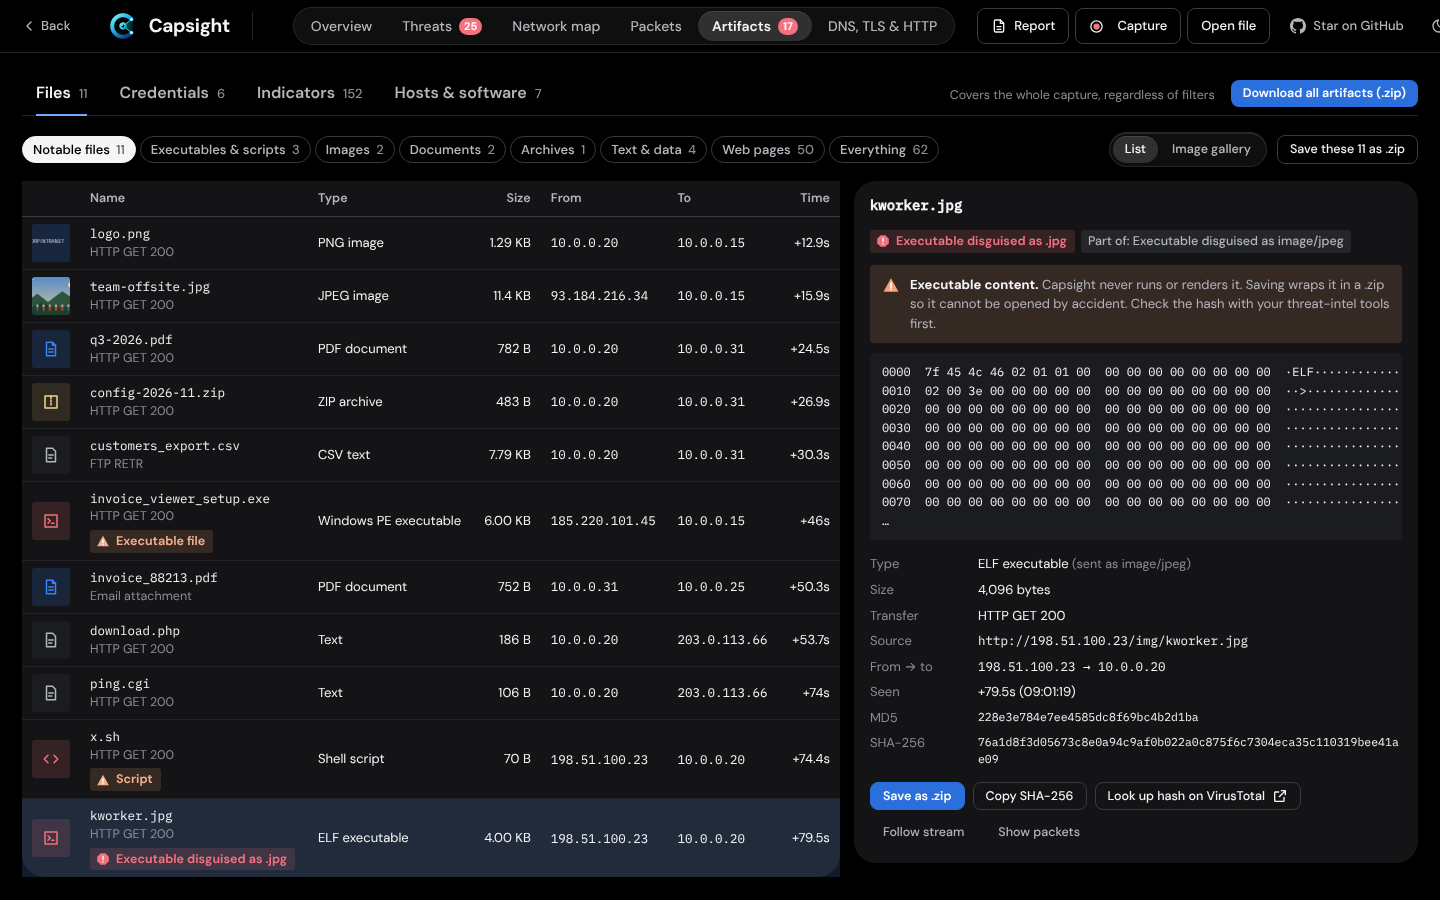 Back
Capsight
Overview
Threats 25
Network map
Packets
Artifacts 17
DNS, TLS & HTTP
Report
Capture
Open file
Star on GitHub
Files 11
Credentials 6
Indicators 152
Hosts & software 7
Covers the whole capture, regardless of filters
Download all artifacts (.zip)
Notable files 11
Executables & scripts 3
Images 2
Documents 2
Archives 1
Text & data 4
Web pages 50
Everything 62
List
Image gallery
Save these 11 as .zip
Name Type Size From To Time
logo.png
HTTP GET 200
PNG image 1.29 KB 10.0.0.20 10.0.0.15 +12.9s
team-offsite.jpg
HTTP GET 200
JPEG image 11.4 KB 93.184.216.34 10.0.0.15 +15.9s
q3-2026.pdf
HTTP GET 200
PDF document 782 B 10.0.0.20 10.0.0.31 +24.5s
config-2026-11.zip
HTTP GET 200
ZIP archive 483 B 10.0.0.20 10.0.0.31 +26.9s
customers_export.csv
FTP RETR
CSV text 7.79 KB 10.0.0.20 10.0.0.31 +30.3s
invoice_viewer_setup.exe
HTTP GET 200
Executable file
Windows PE executable 6.00 KB 185.220.101.45 10.0.0.15 +46s
invoice_88213.pdf
Email attachment
PDF document 752 B 10.0.0.31 10.0.0.25 +50.3s
download.php
HTTP GET 200
Text 186 B 10.0.0.20 203.0.113.66 +53.7s
ping.cgi
HTTP GET 200
Text 106 B 10.0.0.20 203.0.113.66 +74s
x.sh
HTTP GET 200
Script
Shell script 70 B 198.51.100.23 10.0.0.20 +74.4s
kworker.jpg
HTTP GET 200
Executable disguised as .jpg
ELF executable 4.00 KB 198.51.100.23 10.0.0.20 +79.5s
kworker.jpg
Executable disguised as .jpg
Part of: Executable disguised as image/jpeg
Executable content. Capsight never runs or renders it. Saving wraps it in a .zip
so it cannot be opened by accident. Check the hash with your threat-intel tools
first.
0000 7f 45 4c 46 02 01 01 00 00 00 00 00 00 00 00 00 ·ELF············
0010 02 00 3e 00 00 00 00 00 00 00 00 00 00 00 00 00 ··>·············
0020 00 00 00 00 00 00 00 00 00 00 00 00 00 00 00 00 ················
0030 00 00 00 00 00 00 00 00 00 00 00 00 00 00 00 00 ················
0040 00 00 00 00 00 00 00 00 00 00 00 00 00 00 00 00 ················
0050 00 00 00 00 00 00 00 00 00 00 00 00 00 00 00 00 ················
0060 00 00 00 00 00 00 00 00 00 00 00 00 00 00 00 00 ················
0070 00 00 00 00 00 00 00 00 00 00 00 00 00 00 00 00 ················
…
Type ELF executable (sent as image/jpeg)
Size 4,096 bytes
Transfer HTTP GET 200
Source http://198.51.100.23/img/kworker.jpg
From → to 198.51.100.23 → 10.0.0.20
Seen +79.5s (09:01:19)
MD5 228e3e784e7ee4585dc8f69bc4b2d1ba
SHA-256 76a1d8f3d05673c8e0a94c9af0b022a0c875f6c7304eca35c110319bee41a
e09
Save as .zip
Copy SHA-256
Look up hash on VirusTotal
Follow stream
Show packets